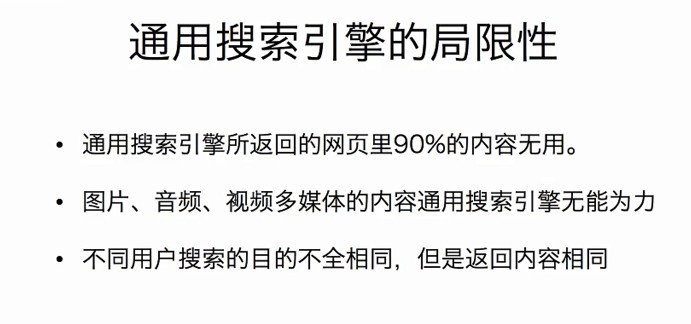 通用搜索引擎的局限性
• 通用搜索引擎所返回的网页里90%的内容无用。
• 图片、音频、视频多媒体的内容通用搜索引擎无能为力
• 不同用户搜索的目的不全相同，但是返回内容相同